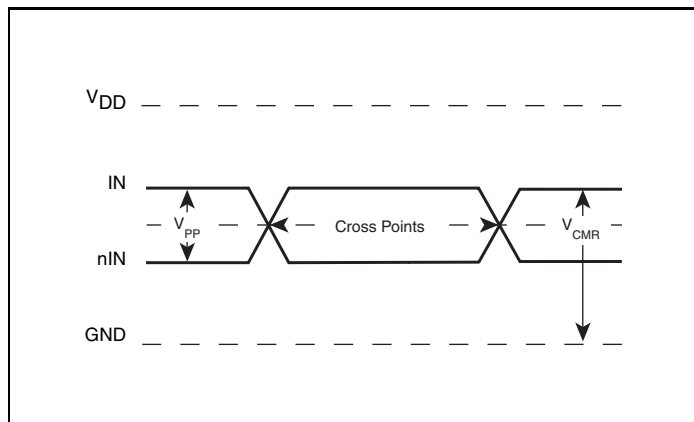 VDD
IN
VPP
Cross Points
VCMR
nIN
GND